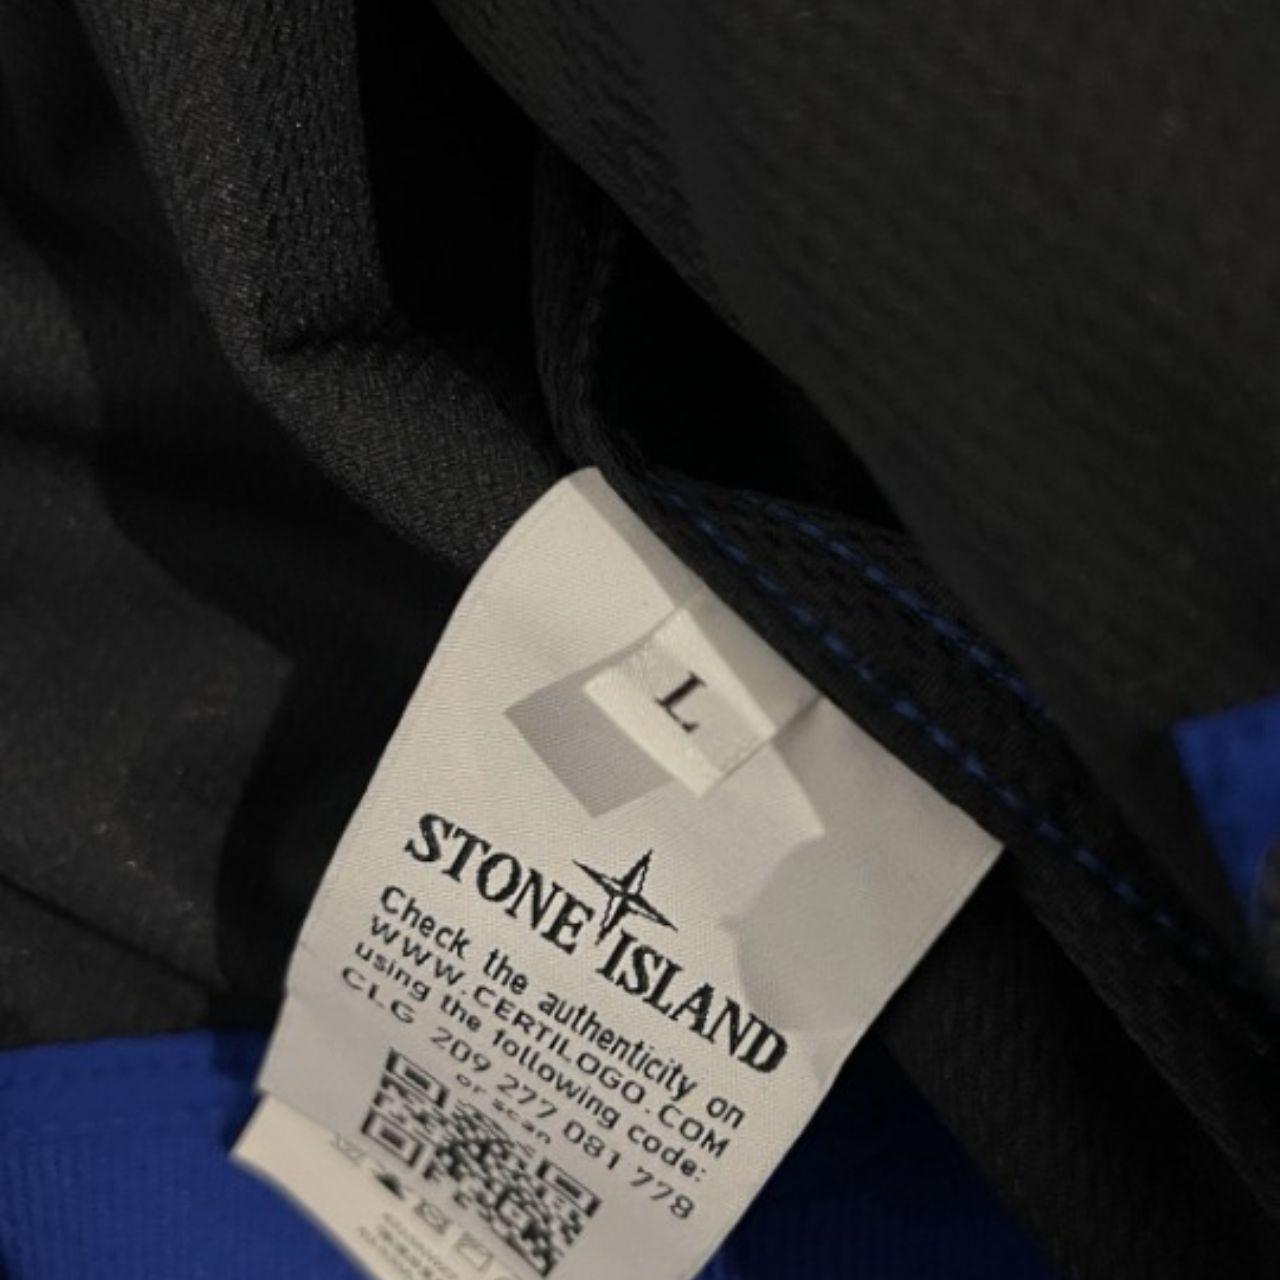 L
STONE ISLAND
Check the authenticity on
WWW.CERTILOGO.COM
using the following code:
CLG 209 277 081 778
or scan